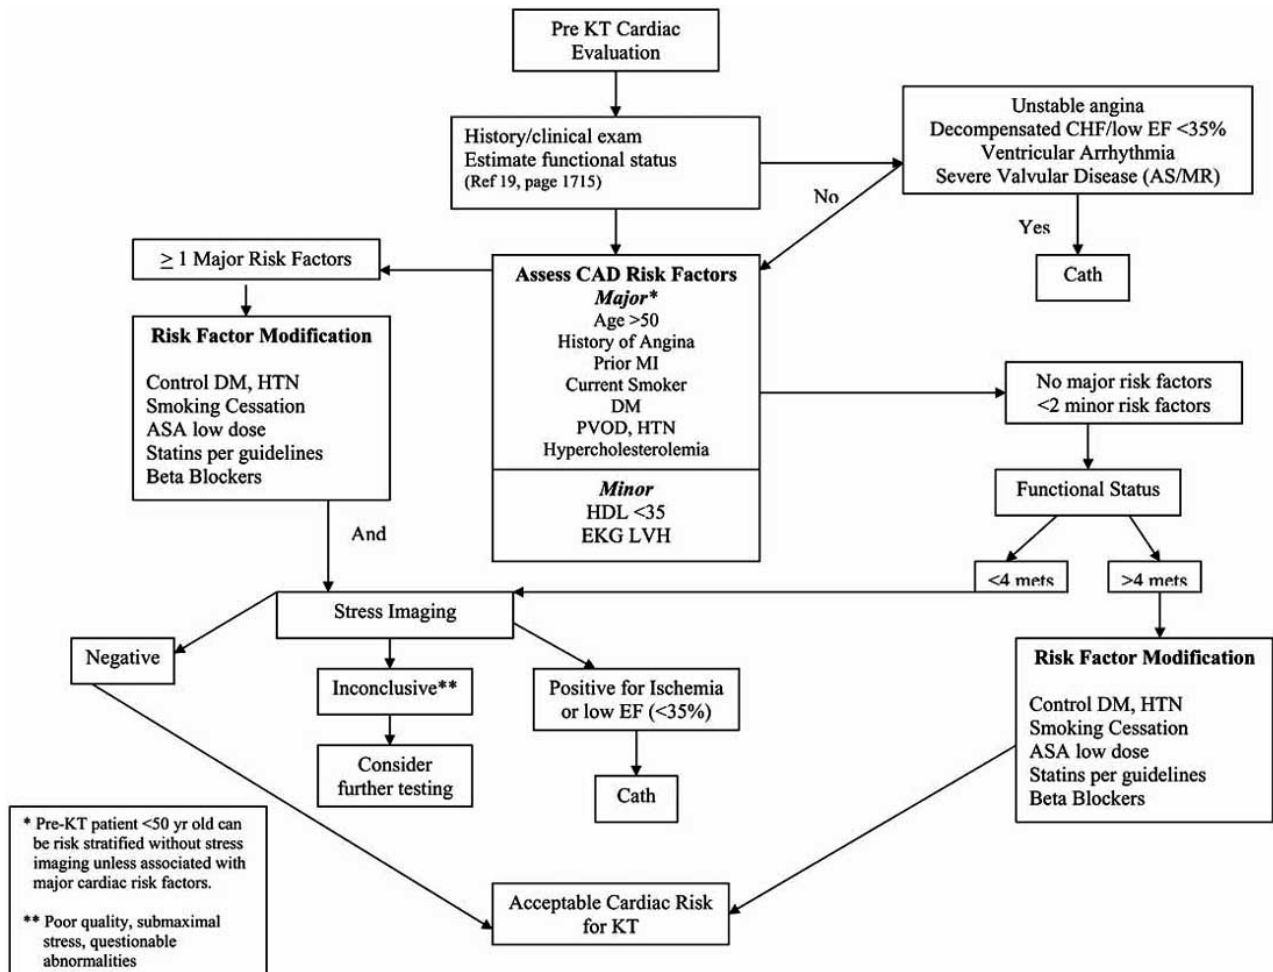 Pre KT Cardiac
Evaluation
History/clinical exam
Estimate functional status
(Ref 19, page 1715)
Unstable angina
Decompensated CHF/low EF <35%
Ventricular Arrhythmia
Severe Valvular Disease (AS/MR)
No
Yes
Cath
≥ 1 Major Risk Factors
Assess CAD Risk Factors
Major*
Age >50
History of Angina
Prior MI
Current Smoker
DM
PVOD, HTN
Hypercholesterolemia
Minor
HDL <35
EKG LVH
Risk Factor Modification
Control DM, HTN
Smoking Cessation
ASA low dose
Statins per guidelines
Beta Blockers
And
No major risk factors
<2 minor risk factors
Functional Status
<4 mets
>4 mets
Stress Imaging
Negative
Inconclusive**
Positive for Ischemia
or low EF (<35%)
Consider
further testing
Cath
Risk Factor Modification
Control DM, HTN
Smoking Cessation
ASA low dose
Statins per guidelines
Beta Blockers
* Pre-KT patient <50 yr old can
be risk stratified without stress
imaging unless associated with
major cardiac risk factors.
** Poor quality, submaximal
stress, questionable
abnormalities
Acceptable Cardiac Risk
for KT